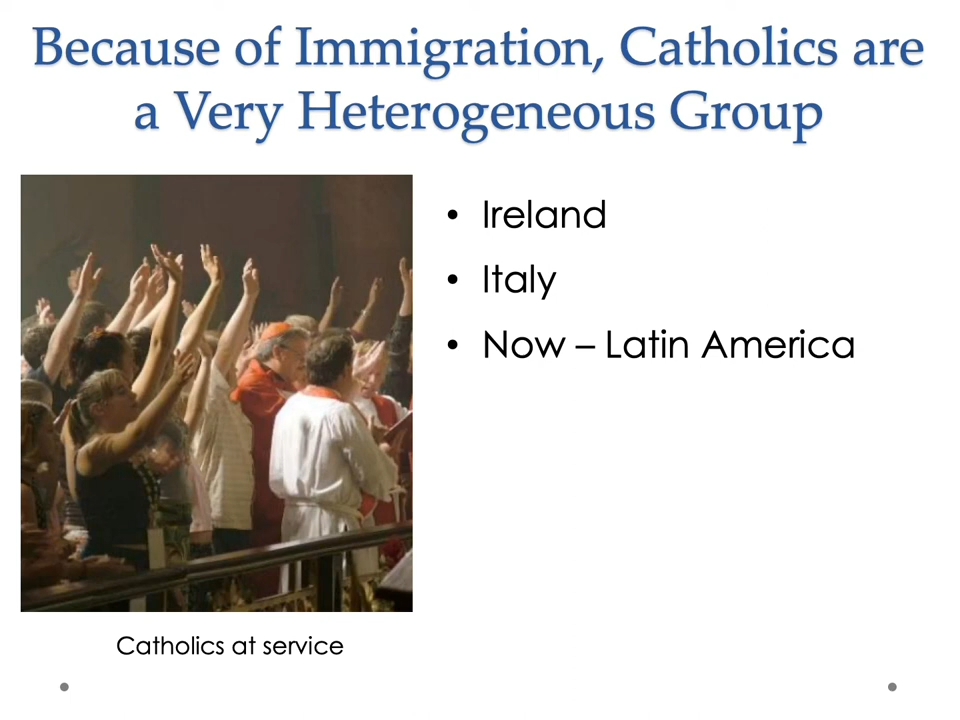 Because of Immigration, Catholics are
a Very Heterogeneous Group
• Ireland
• Italy
• Now – Latin America
Catholics at service